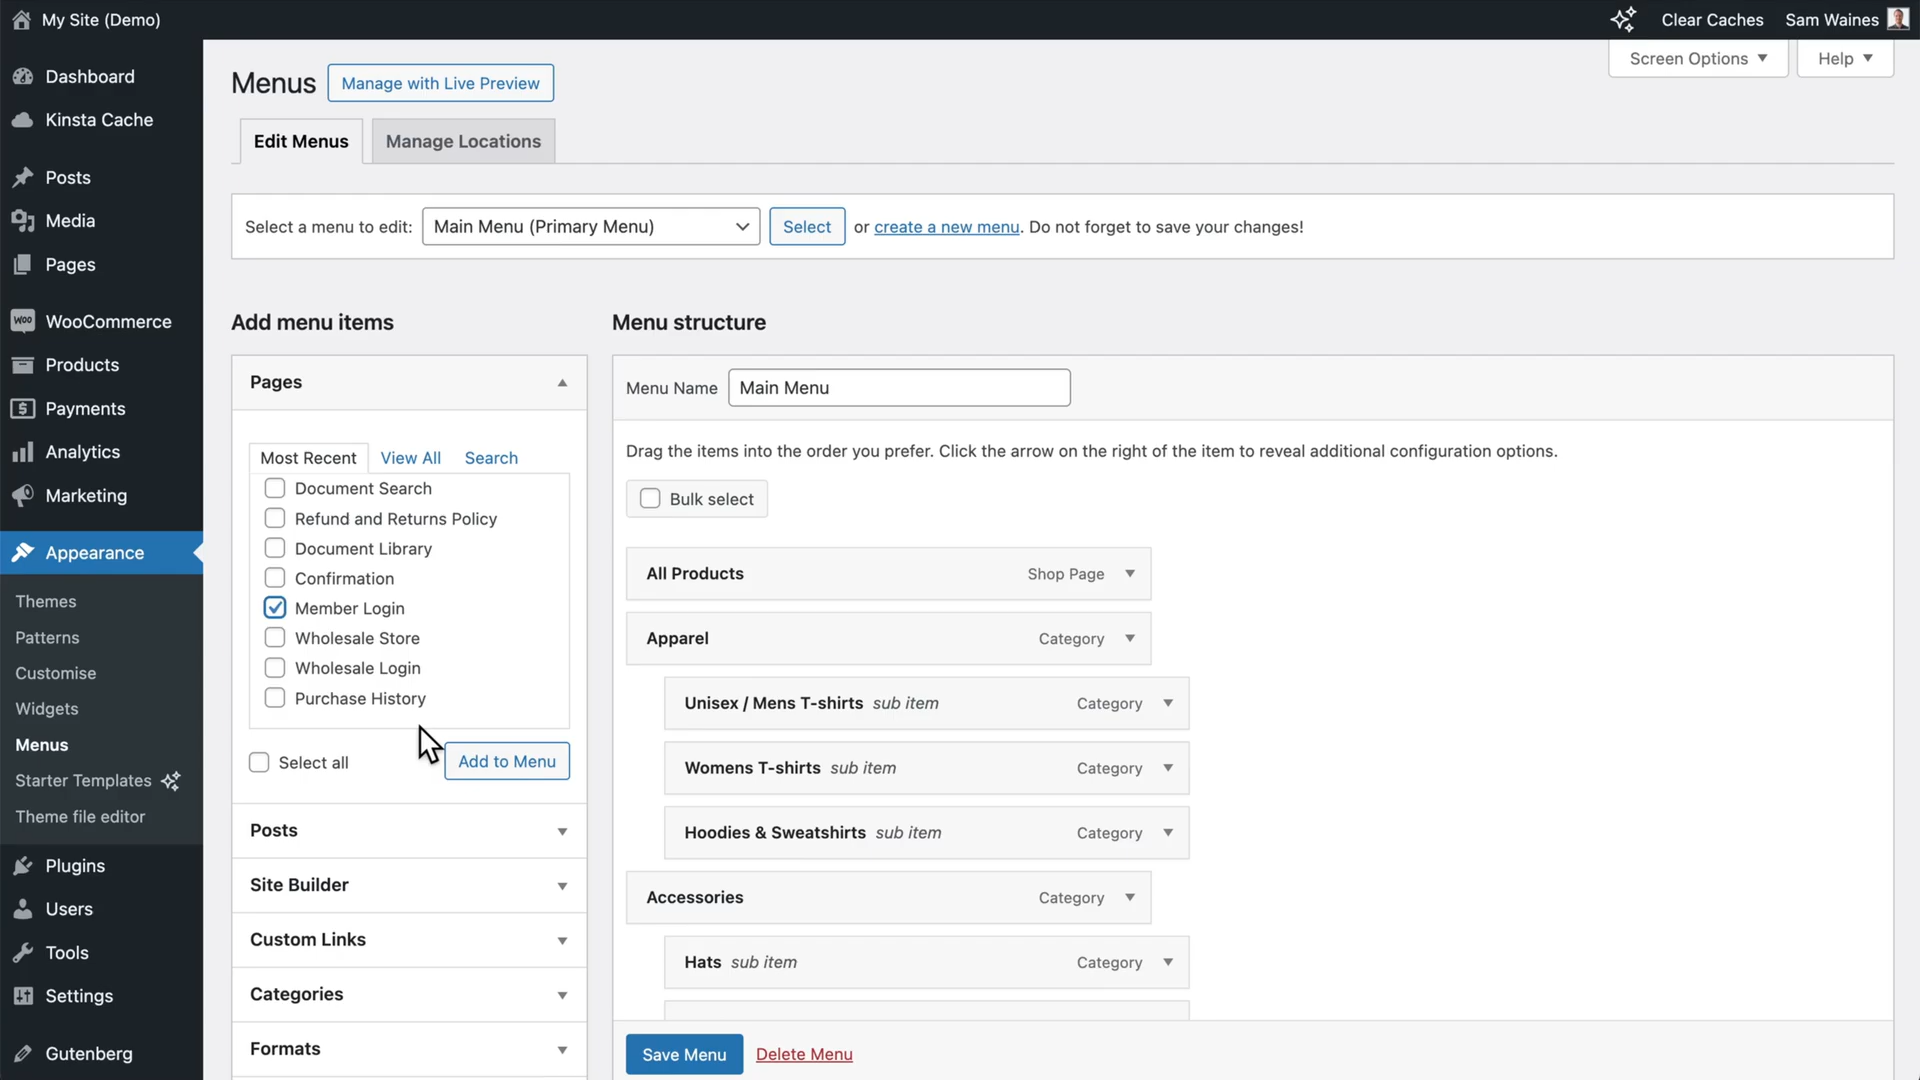 My Site (Demo)
Clear Caches
Sam Waines
Dashboard
Kinsta Cache
Posts
Media
Pages
WOO WooCommerce
Products
Payments
Analytics
Marketing
Appearance
Themes
Patterns
Customise
Widgets
Menus
Starter Templates
Theme file editor
Plugins
Users
Tools
Settings
Gutenberg
Screen Options
Help
Menus
Manage with Live Preview
Edit Menus
Manage Locations
Select a menu to edit: Main Menu (Primary Menu) Select or create a new menu. Do not forget to save your changes!
Add menu items
Pages
Most Recent
View All
Search
Document Search
Refund and Returns Policy
Document Library
Confirmation
Member Login
Wholesale Store
Wholesale Login
Purchase History
Select all
Add to Menu
Posts
Site Builder
Custom Links
Categories
Formats
Menu structure
Menu Name Main Menu
Drag the items into the order you prefer. Click the arrow on the right of the item to reveal additional configuration options.
Bulk select
All Products Shop Page
Apparel Category
Unisex / Mens T-shirts sub item Category
Womens T-shirts sub item Category
Hoodies & Sweatshirts sub item Category
Accessories Category
Hats sub item Category
Save Menu
Delete Menu